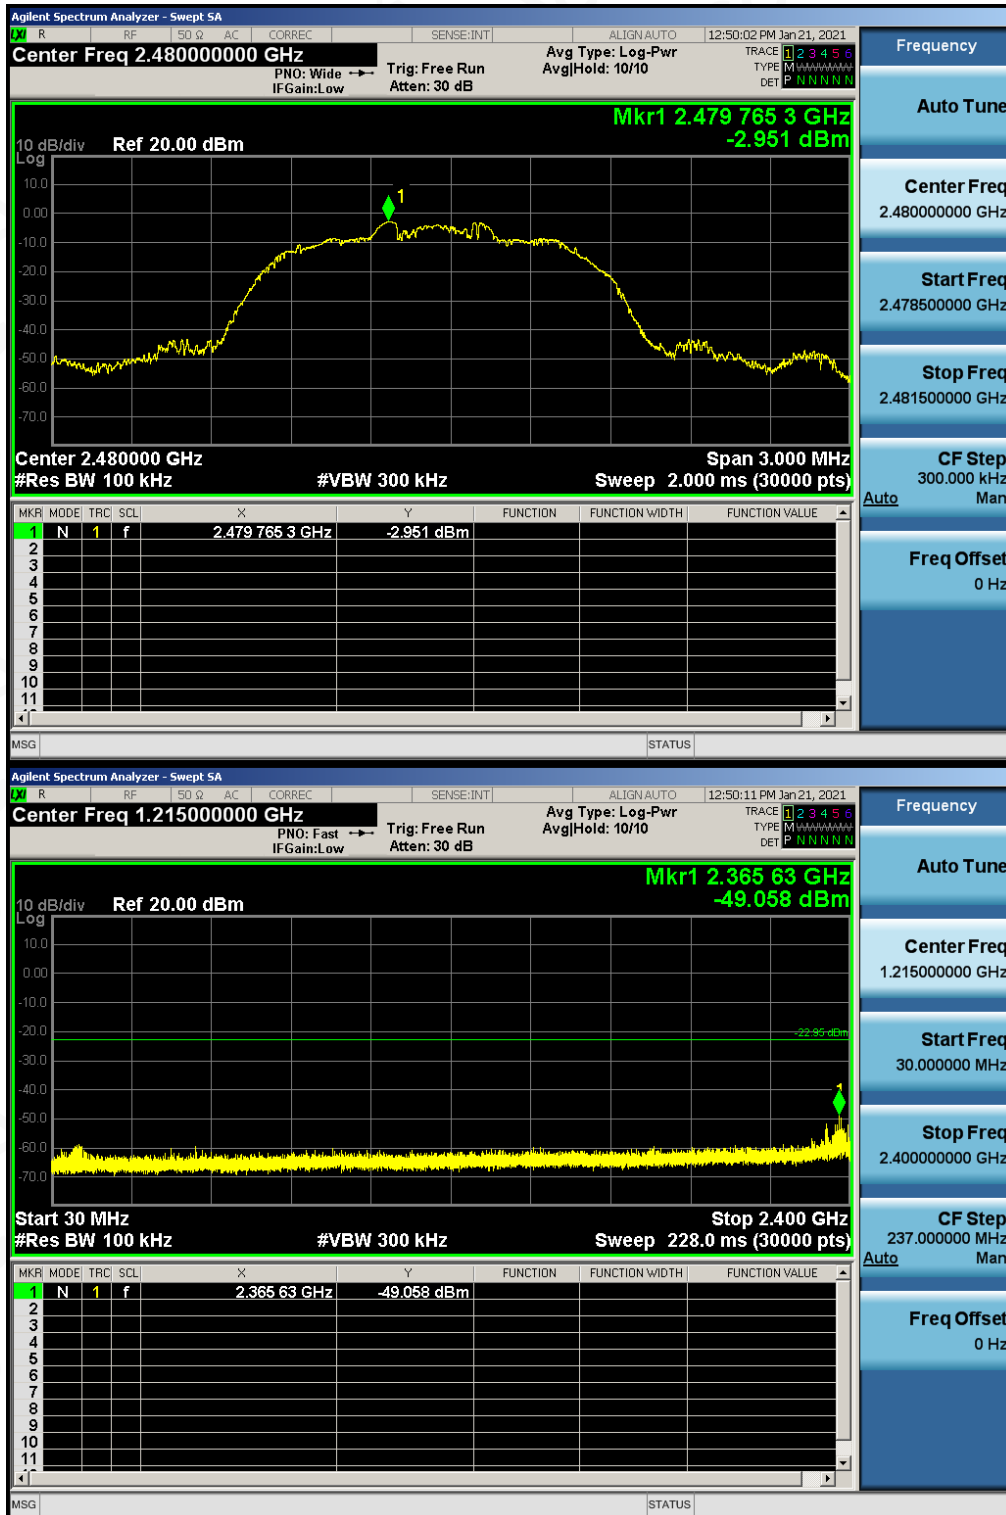 Agilent Spectrum Analyzer - Swept SA
LXI R RF 50 Ω AC CORREC SENSE:INT ALIGN AUTO 12:50:02 PM Jan 21, 2021
Center Freq 2.480000000 GHz
PNO: Wide
IFGain:Low
Trig: Free Run
Atten: 30 dB
Avg Type: Log-Pwr
Avg|Hold: 10/10
TRACE 1 2 3 4 5 6
TYPE M WWWWW
DET P N N N N N
Mkr1 2.479 765 3 GHz
-2.951 dBm
10 dB/div Ref 20.00 dBm
Log
10.0
0.00
-10.0
-20.0
-30.0
-40.0
-50.0
-60.0
-70.0
1
Center 2.480000 GHz Span 3.000 MHz
#Res BW 100 kHz #VBW 300 kHz Sweep 2.000 ms (30000 pts)
MKR MODE TRC SCL X Y FUNCTION FUNCTION WIDTH FUNCTION VALUE
1 N 1 f 2.479 765 3 GHz -2.951 dBm
2
3
4
5
6
7
8
9
10
11
MSG STATUS
Frequency
Auto Tune
Center Freq
2.480000000 GHz
Start Freq
2.478500000 GHz
Stop Freq
2.481500000 GHz
CF Step
300.000 kHz
Auto Man
Freq Offset
0 Hz
Agilent Spectrum Analyzer - Swept SA
LXI R RF 50 Ω AC CORREC SENSE:INT ALIGN AUTO 12:50:11 PM Jan 21, 2021
Center Freq 1.215000000 GHz
PNO: Fast
IFGain:Low
Trig: Free Run
Atten: 30 dB
Avg Type: Log-Pwr
Avg|Hold: 10/10
TRACE 1 2 3 4 5 6
TYPE M WWWWW
DET P N N N N N
Mkr1 2.365 63 GHz
-49.058 dBm
10 dB/div Ref 20.00 dBm
Log
10.0
0.00
-10.0
-20.0
-30.0
-40.0
-50.0
-60.0
-70.0
-22.95 dBm
1
Start 30 MHz Stop 2.400 GHz
#Res BW 100 kHz #VBW 300 kHz Sweep 228.0 ms (30000 pts)
MKR MODE TRC SCL X Y FUNCTION FUNCTION WIDTH FUNCTION VALUE
1 N 1 f 2.365 63 GHz -49.058 dBm
2
3
4
5
6
7
8
9
10
11
MSG STATUS
Frequency
Auto Tune
Center Freq
1.215000000 GHz
Start Freq
30.000000 MHz
Stop Freq
2.400000000 GHz
CF Step
237.000000 MHz
Auto Man
Freq Offset
0 Hz